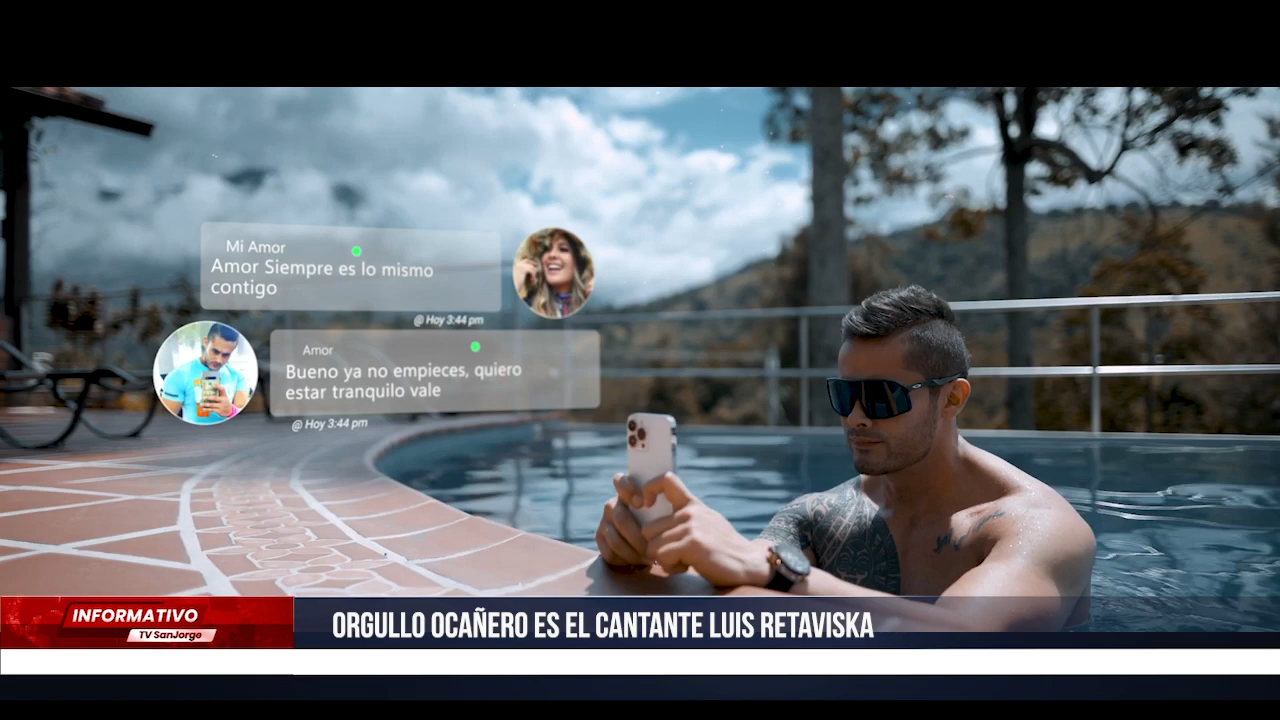 Mi Amor
Amor Siempre es lo mismo
contigo
@ Hoy 3:44 pm
Amor
Bueno ya no empieces, quiero
estar tranquilo vale
@ Hoy 3:44 pm
INFORMATIVO
TV SanJorge
ORGULLO OCAÑERO ES EL CANTANTE LUIS RETAVISKA